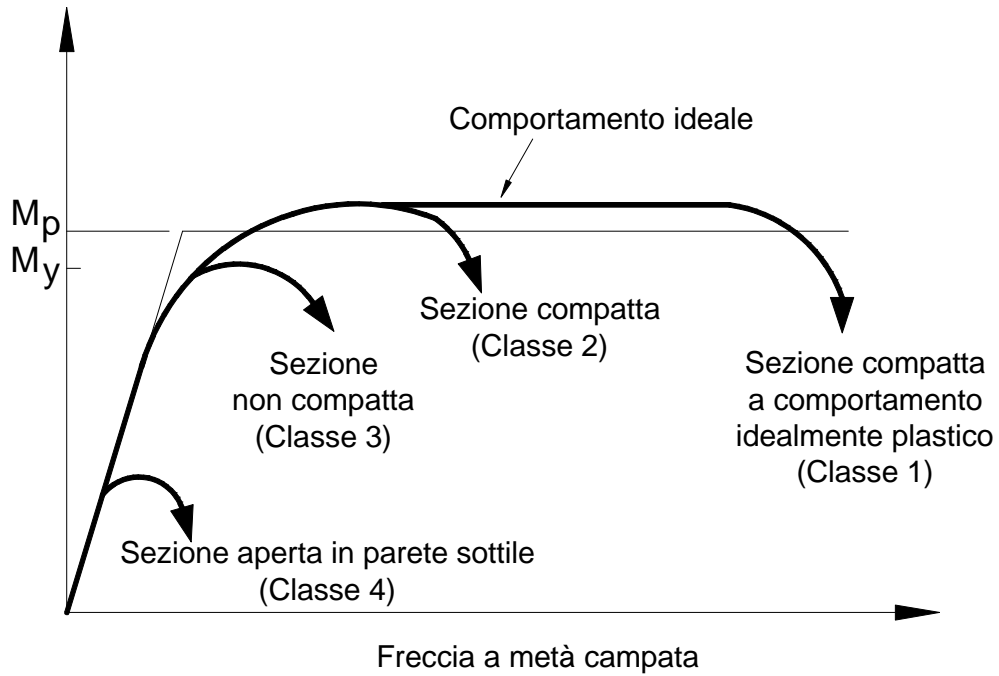 Comportamento ideale
Mp
My
Sezione compatta
(Classe 2)
Sezione
non compatta
(Classe 3)
Sezione compatta
a comportamento
idealmente plastico
(Classe 1)
Sezione aperta in parete sottile
(Classe 4)
Freccia a metà campata